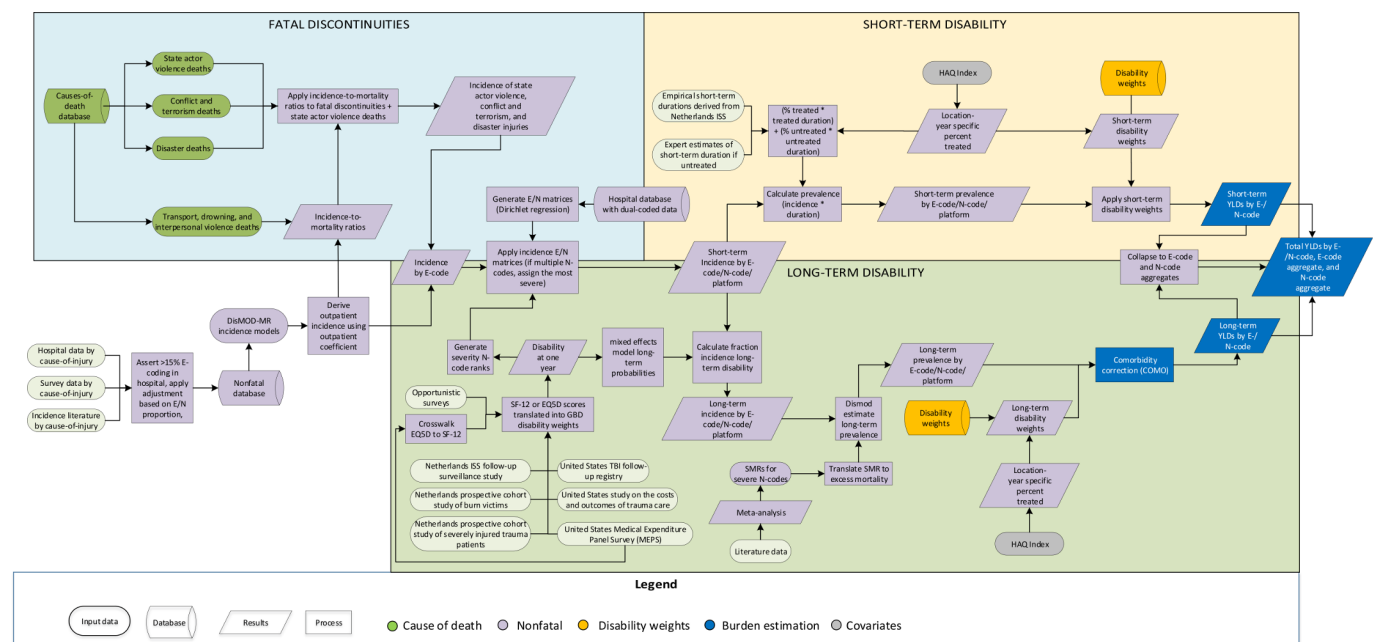 FATAL DISCONTINUITIES
SHORT-TERM DISABILITY
State actor
violence deaths
Causes-of-
death
database
Conflict and
terrorism deaths
Disaster deaths
Transport, drowning, and
interpersonal violence deaths
Apply incidence-to-mortality
ratios to fatal discontinuities +
state actor violence deaths
Incidence of state
actor violence,
conflict and
terrorism, and
disaster injuries
Incidence-to-
mortality ratios
Generate E/N matrices
(Dirichlet regression)
Hospital database
with dual-coded data
Empirical short-term
durations derived from
Netherlands ISS
Expert estimates of
short-term duration if
untreated
(% treated *
treated duration)
+ (% untreated *
untreated
duration)
HAQ Index
Location-
year specific
percent
treated
Disability
weights
Short-term
disability
weights
Calculate prevalence
(incidence *
duration)
Short-term prevalence by
E-code/N-code/
platform
Apply short-term
disability weights
Short-term
YLDs by E-/
N-code
Total YLDs by E-
/N-code, E-code
aggregate, and
N-code
aggregate
Collapse to E-code
and N-code
aggregates
LONG-TERM DISABILITY
Incidence
by E-code
Apply incidence E/N
matrices (if multiple N-
codes, assign the most
severe)
Short-term
Incidence by E-
code/N-code/
platform
Long-term
YLDs by E-/
N-code
DisMOD-MR
incidence models
Derive
outpatient
incidence using
outpatient
coefficient
Hospital data by
cause-of-injury
Survey data by
cause-of-injury
Incidence literature
by cause-of-injury
Assert >15% E-
coding in
hospital, apply
adjustment
based on E/N
proportion,
Nonfatal
database
Generate
severity N-
code ranks
Disability
at one
year
mixed effects
model long-
term
probabilities
Calculate fraction
incidence long-
term disability
Long-term
prevalence by
E-code/N-code/
platform
Comorbidity
correction (COMO)
Opportunistic
surveys
Crosswalk
EQ5D to SF-12
SF-12 or EQ5D scores
translated into GBD
disability weights
Long-term
incidence by E-
code/N-code/
platform
Dismod
estimate
long-term
prevalence
Disability
weights
Long-term
disability
weights
Netherlands ISS follow-up
surveillance study
United States TBI follow-
up registry
Netherlands prospective cohort
study of burn victims
United States study on the costs
and outcomes of trauma care
Netherlands prospective cohort
study of severely injured trauma
patients
United States Medical Expenditure
Panel Survey (MEPS)
SMRs for
severe N-codes
Translate SMR to
excess mortality
Meta-analysis
Literature data
Location-
year specific
percent
treated
HAQ Index
Legend
Input data
Database
Results
Process
Cause of death
Nonfatal
Disability weights
Burden estimation
Covariates